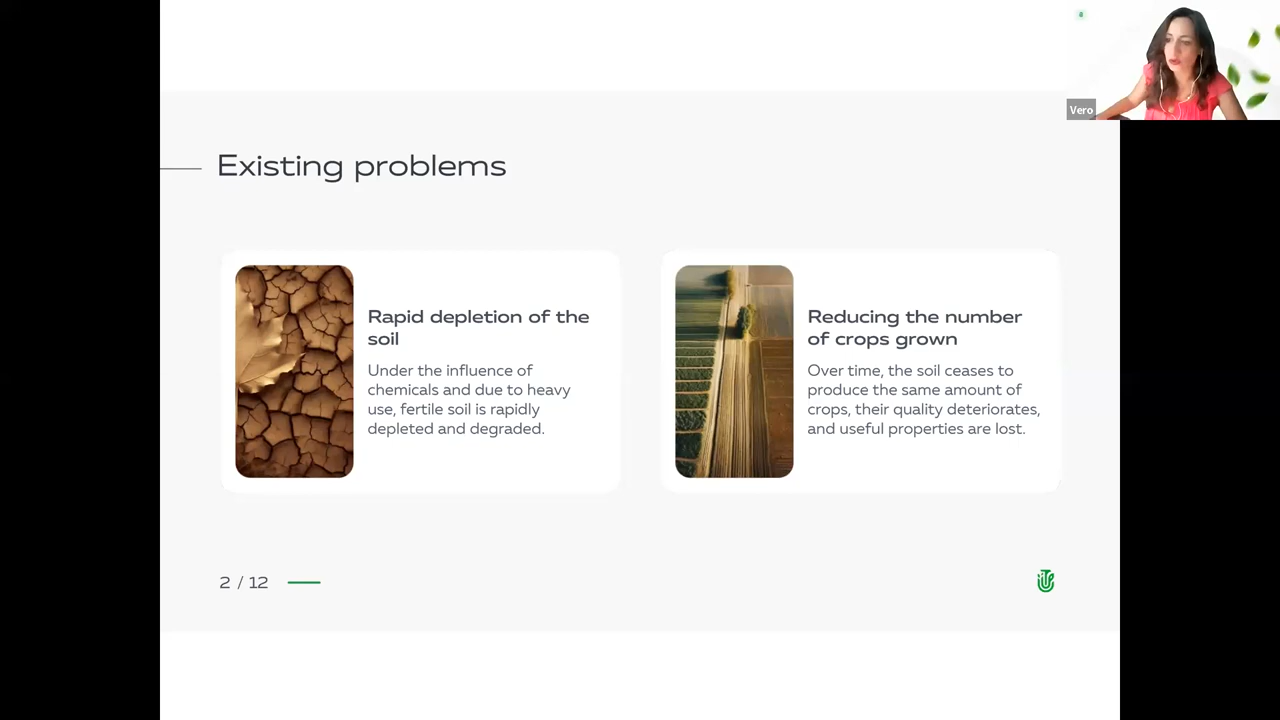 Vero
Existing problems
Rapid depletion of the
soil
Under the influence of
chemicals and due to heavy
use, fertile soil is rapidly
depleted and degraded.
Reducing the number
of crops grown
Over time, the soil ceases to
produce the same amount of
crops, their quality deteriorates,
and useful properties are lost.
2 / 12